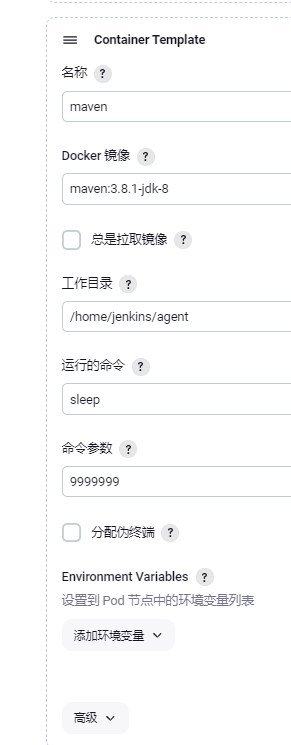 Container Template
名称 ?
maven
Docker 镜像 ?
maven:3.8.1-jdk-8
总是拉取镜像 ?
工作目录 ?
/home/jenkins/agent
运行的命令 ?
sleep
命令参数 ?
9999999
分配伪终端 ?
Environment Variables ?
设置到 Pod 节点中的环境变量列表
添加环境变量
高级